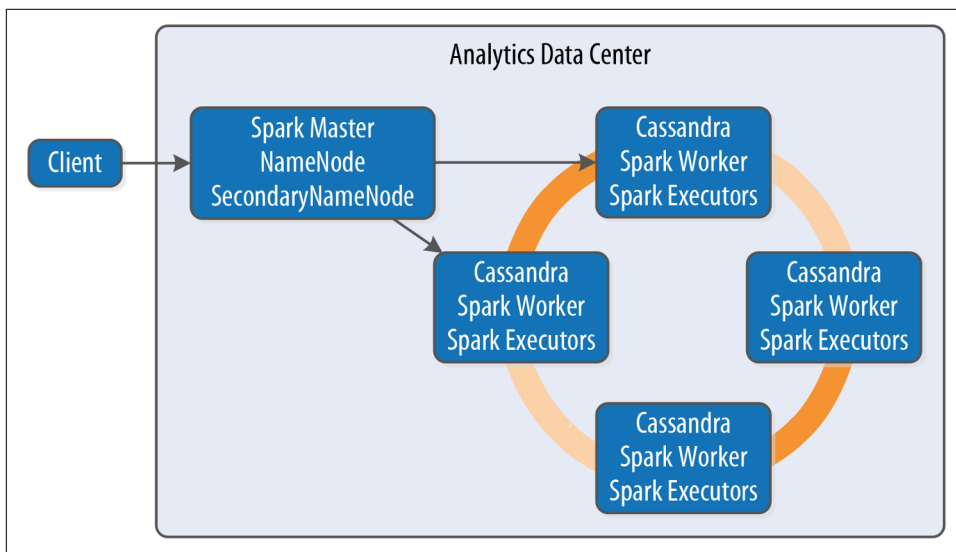 Analytics Data Center
Client
Spark Master
NameNode
SecondaryNameNode
Cassandra
Spark Worker
Spark Executors
Cassandra
Spark Worker
Spark Executors
Cassandra
Spark Worker
Spark Executors
Cassandra
Spark Worker
Spark Executors